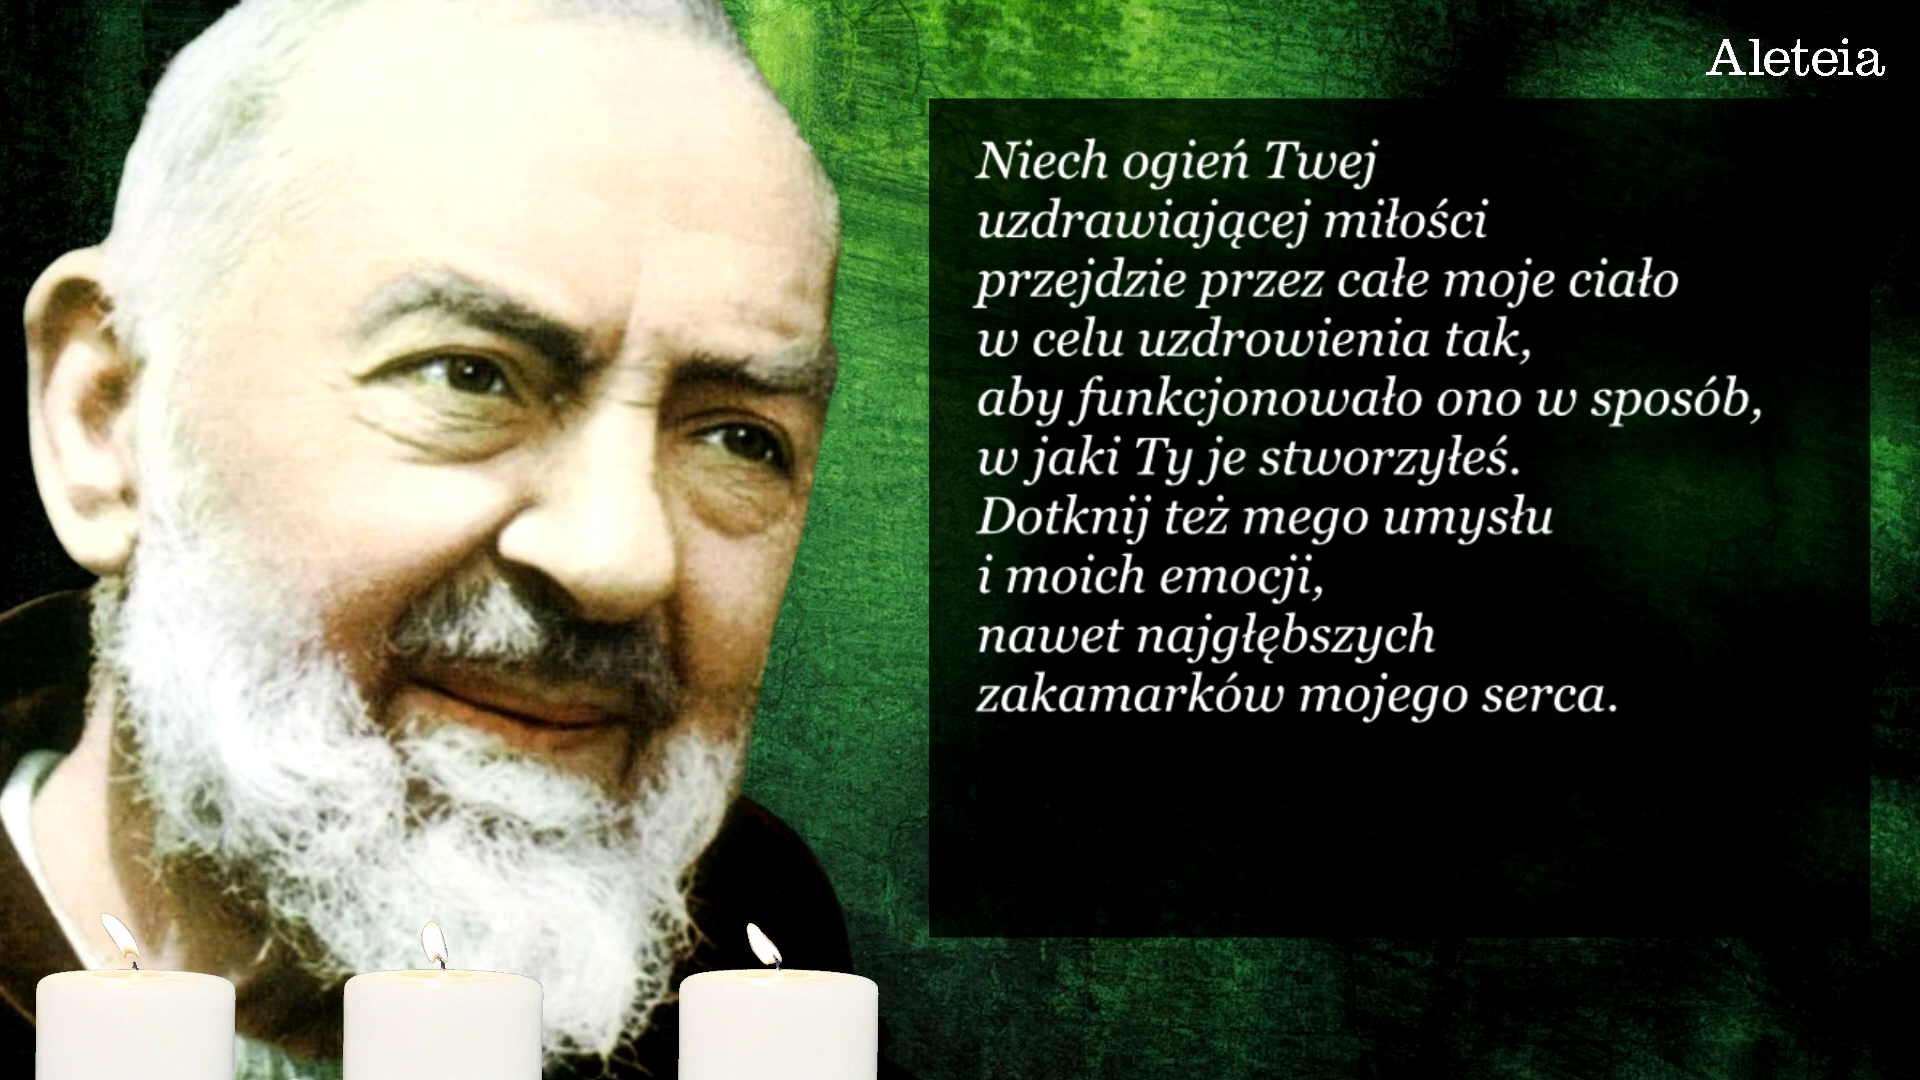 Aleteia
Niech ogień Twej
uzdrawiającej miłości
przejdzie przez całe moje ciało
w celu uzdrowienia tak,
aby funkcjonowało ono w sposób,
w jaki Ty je stworzyłeś.
Dotknij też mego umysłu
i moich emocji,
nawet najgłębszych
zakamarków mojego serca.